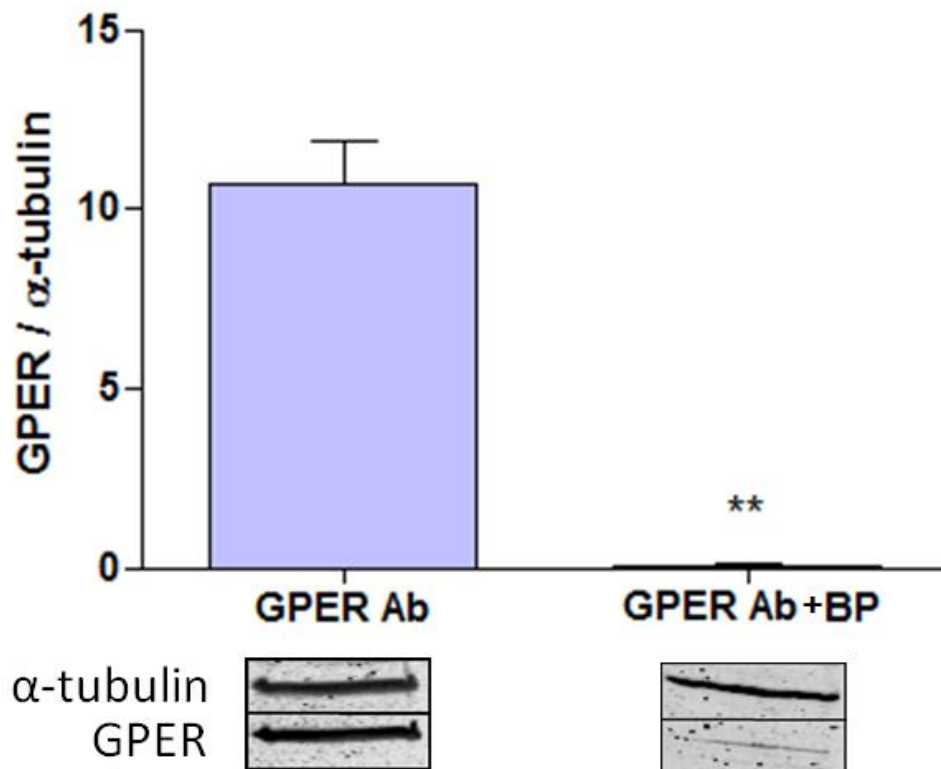 15
10
5
0
GPER / α-tubulin
**
GPER Ab
GPER Ab +BP
α-tubulin
GPER